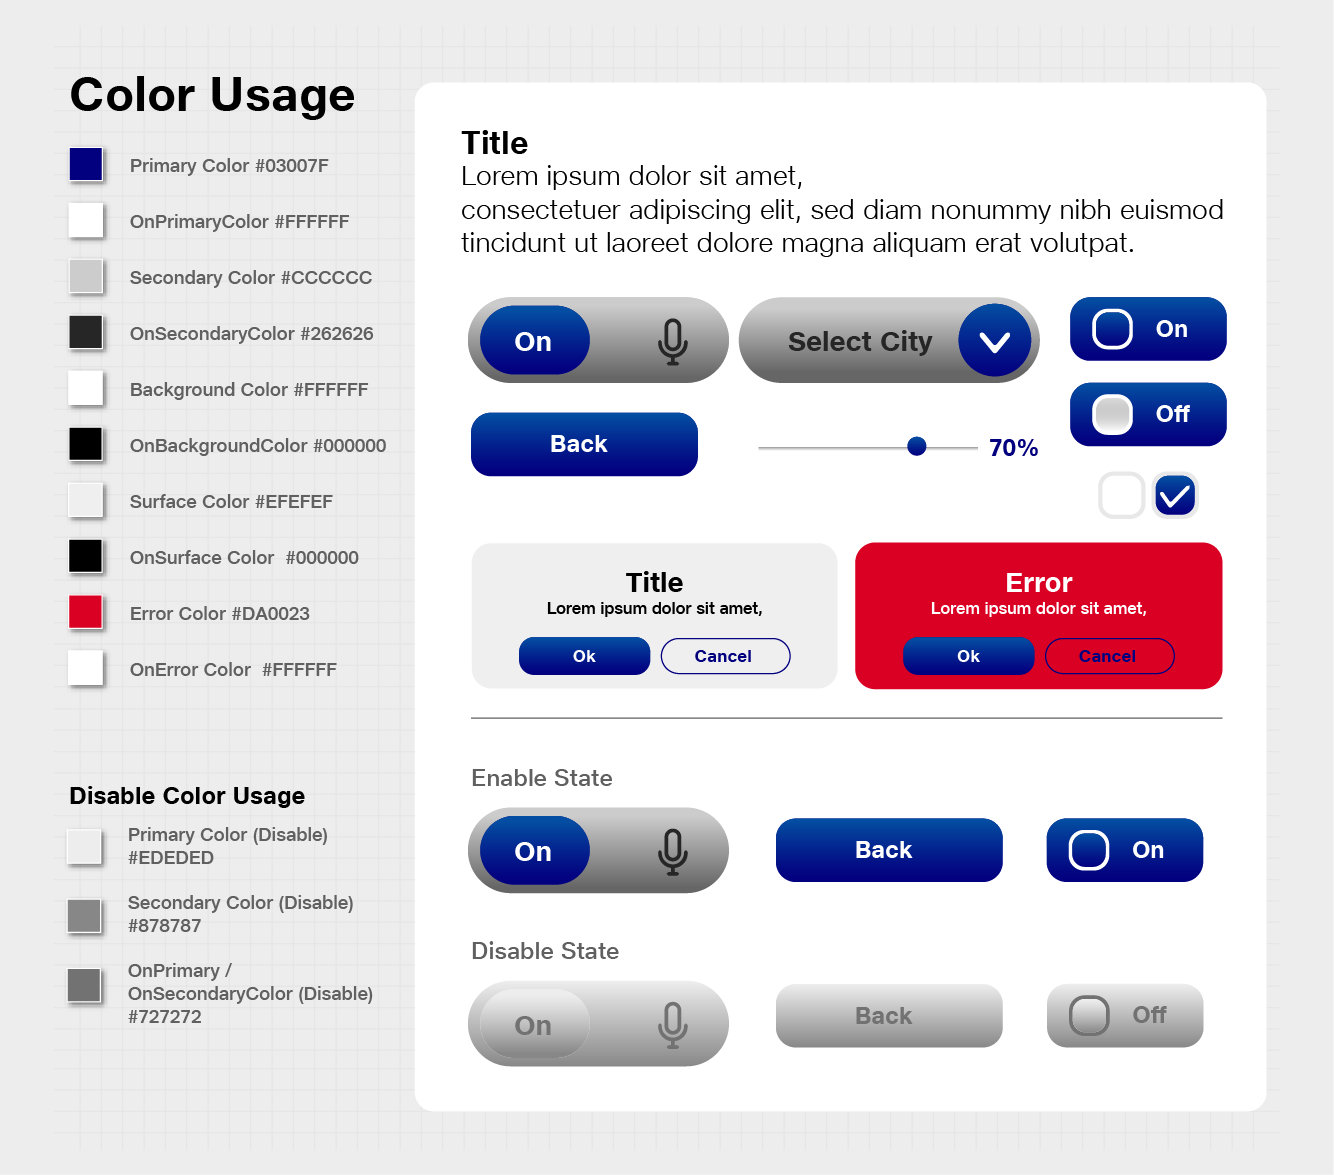 Color Usage
Primary Color #03007F
OnPrimaryColor #FFFFFF
Secondary Color #CCCCCC
OnSecondaryColor #262626
Background Color #FFFFFF
OnBackgroundColor #000000
Surface Color #EFEFEF
OnSurface Color  #000000
Error Color #DA0023
OnError Color  #FFFFFF
Disable Color Usage
Primary Color (Disable)
#EDEDED
Secondary Color (Disable)
#878787
OnPrimary /
OnSecondaryColor (Disable)
#727272
Title
Lorem ipsum dolor sit amet,
consectetuer adipiscing elit, sed diam nonummy nibh euismod
tincidunt ut laoreet dolore magna aliquam erat volutpat.
On
Select City
On
Back
70%
Off
Title
Lorem ipsum dolor sit amet,
Ok
Cancel
Error
Lorem ipsum dolor sit amet,
Ok
Cancel
Enable State
On
Back
On
Disable State
On
Back
Off